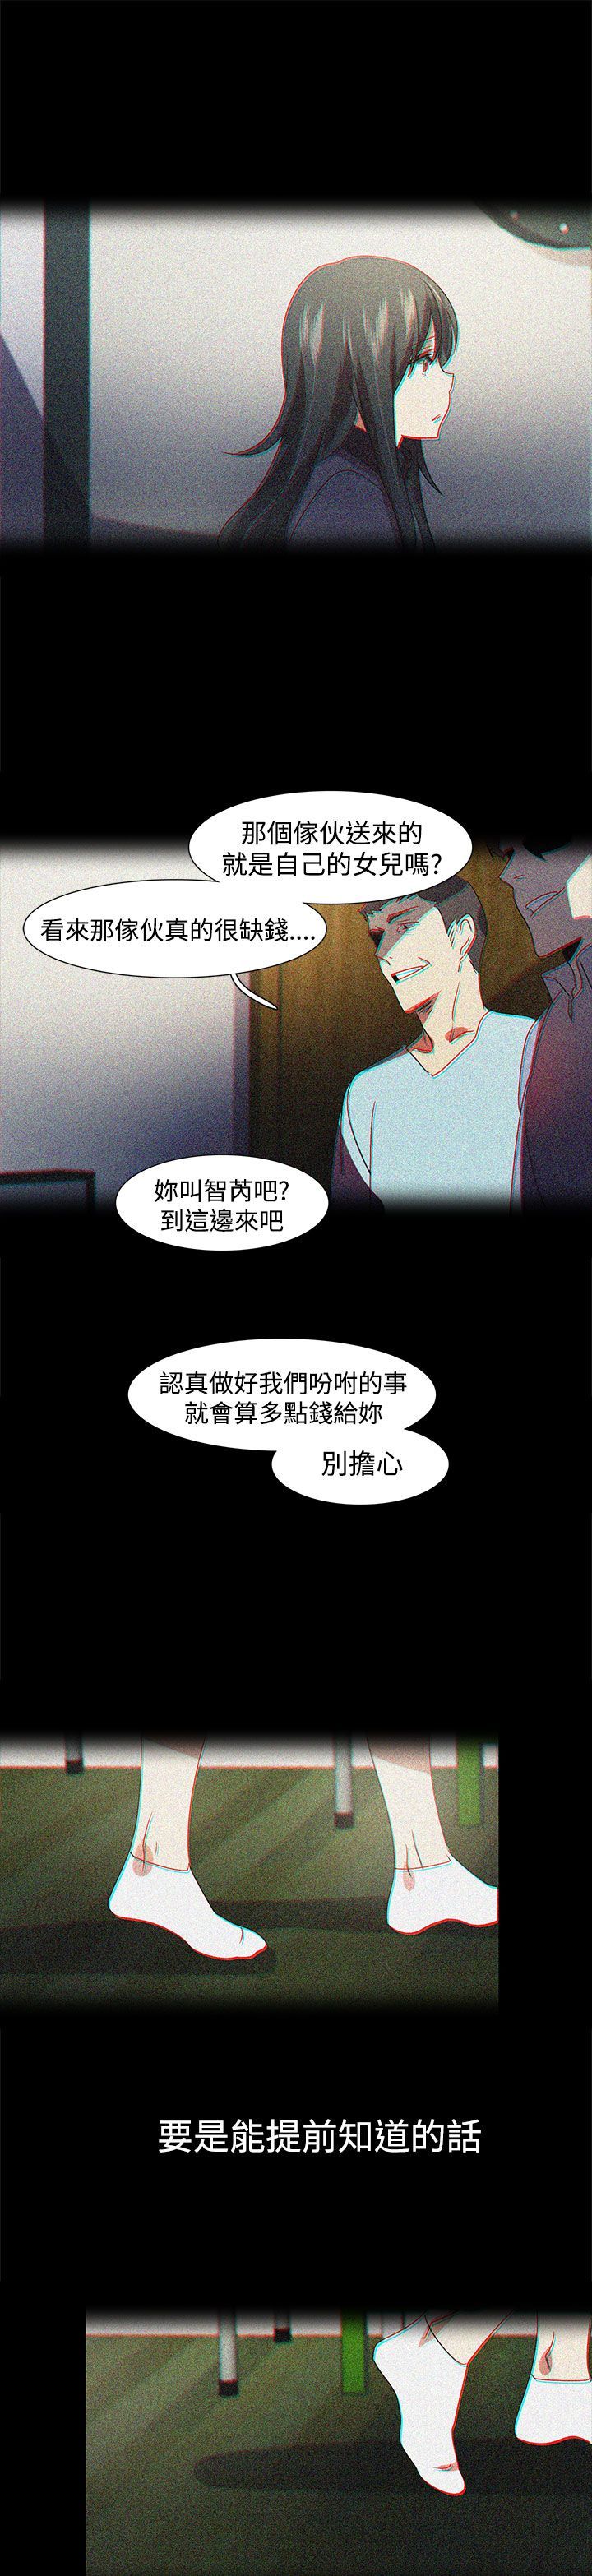 那個傢伙送來的
就是自己的女兒嗎?
看來那傢伙真的很缺錢....
妳叫智芮吧?
到這邊來吧
認真做好我們吩咐的事
就會算多點錢給妳
別擔心
要是能提前知道的話